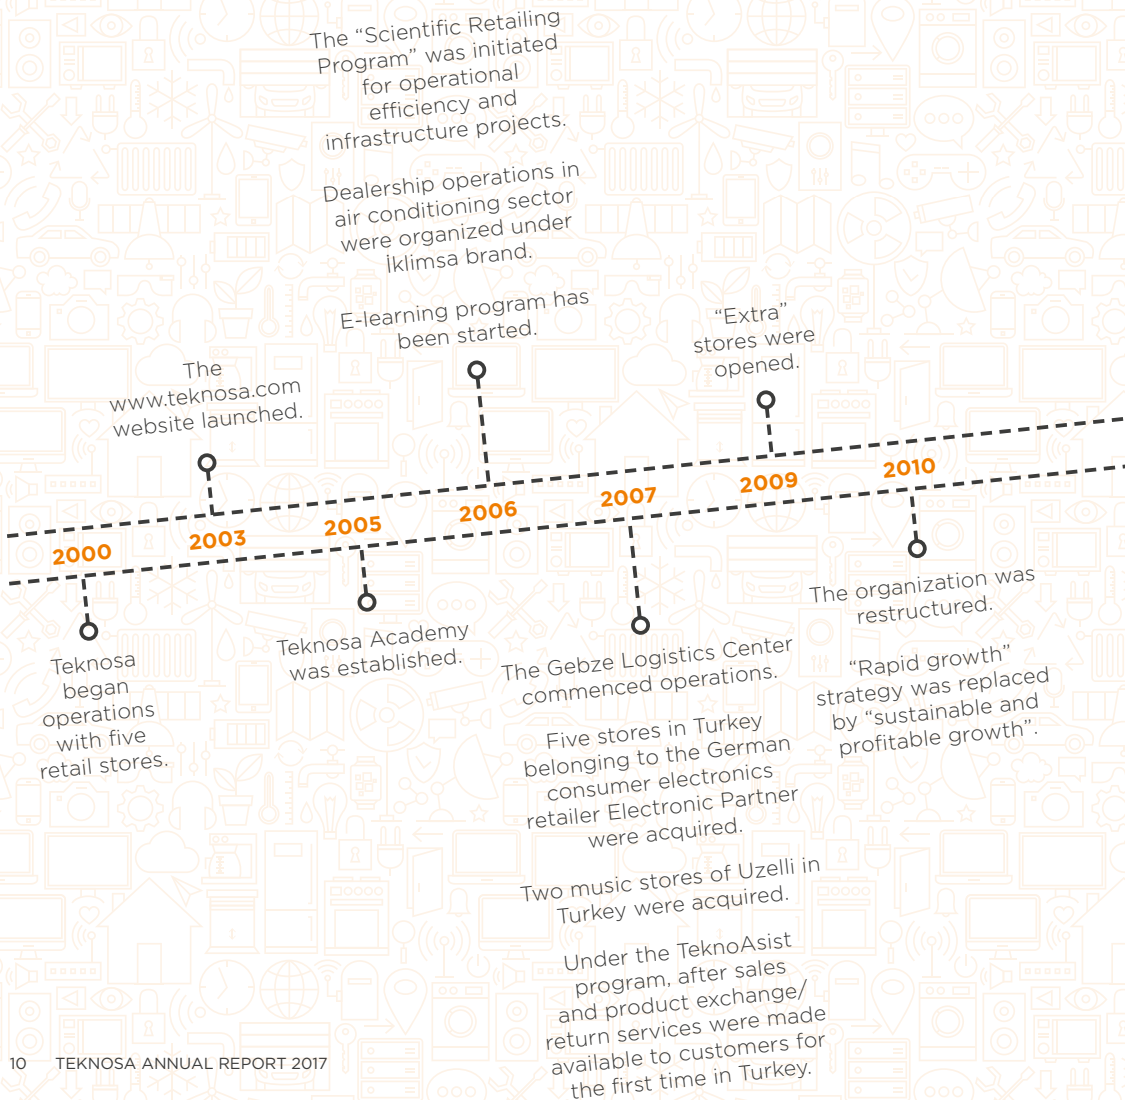 The “Scientific Retailing
Program” was initiated
for operational
efficiency and
infrastructure projects.
Dealership operations in
air conditioning sector
were organized under
İklimsa brand.
E-learning program has
been started.
“Extra”
stores were
opened.
The
www.teknosa.com
website launched.
2000
2003
2005
2006
2007
2009
2010
Teknosa
began
operations
with five
retail stores.
Teknosa Academy
was established.
The Gebze Logistics Center
commenced operations.
Five stores in Turkey
belonging to the German
consumer electronics
retailer Electronic Partner
were acquired.
Two music stores of Uzelli in
Turkey were acquired.
Under the TeknoAsist
program, after sales
and product exchange/
return services were made
available to customers for
the first time in Turkey.
The organization was
restructured.
“Rapid growth”
strategy was replaced
by “sustainable and
profitable growth”.
10 TEKNOSA ANNUAL REPORT 2017